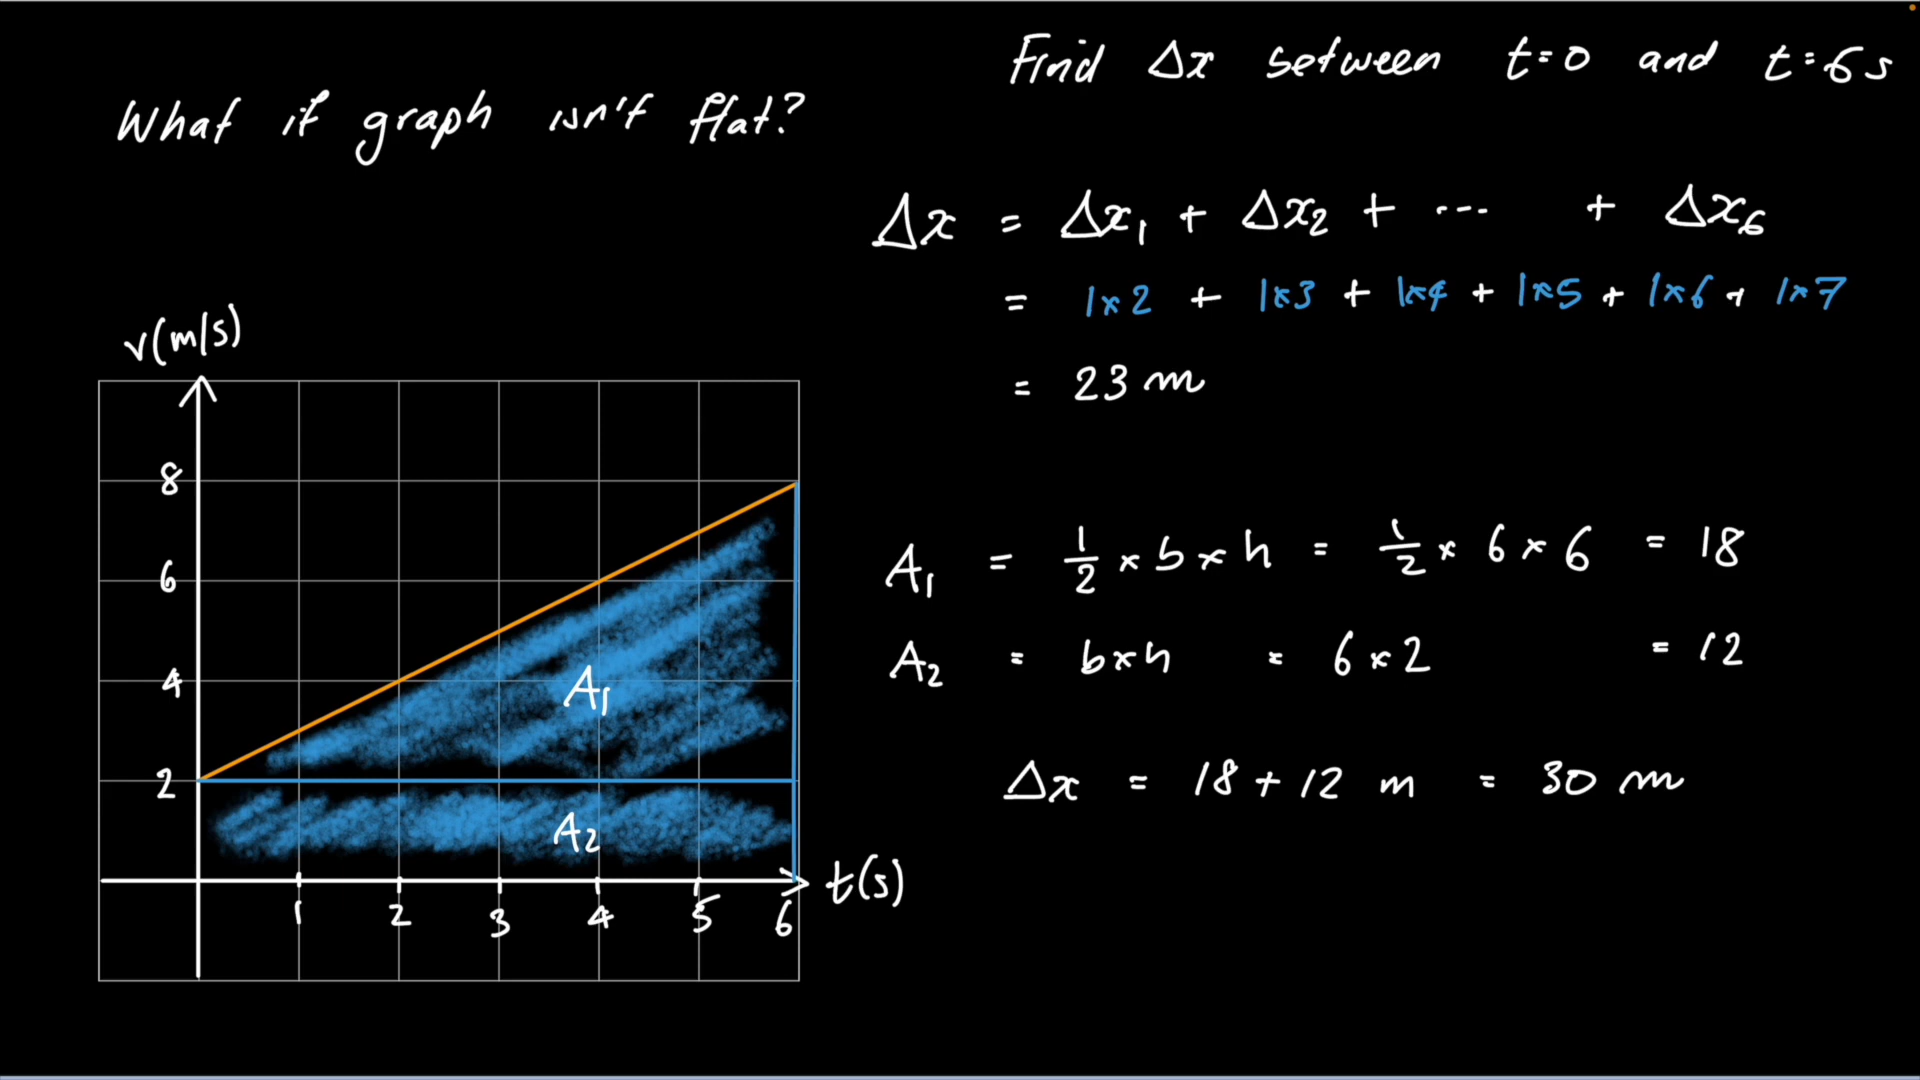 What if graph isn't flat?
Find Δx between t=0 and t=6s
Δx = Δx₁ + Δx₂ + --- + Δx₆
= 1×2 + 1×3 + 1×4 + 1×5 + 1×6 + 1×7
= 23 m
v(m/s)
8
6
4
2
A₁
A₂
1 2 3 4 5 6
t(s)
A₁ = 1/2 × b × h = 1/2 × 6 × 6 = 18
A₂ = b×h = 6×2 = 12
Δx = 18 + 12 m = 30 m